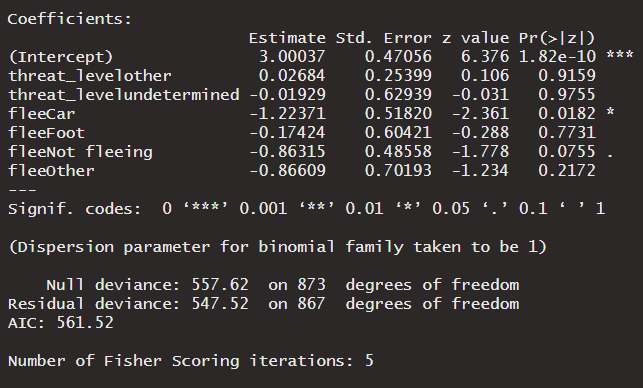 Coefficients:
                         Estimate Std. Error z value Pr(>|z|)
(Intercept)               3.00037    0.47056   6.376 1.82e-10 ***
threat_levelother         0.02684    0.25399   0.106   0.9159
threat_levelundetermined -0.01929    0.62939  -0.031   0.9755
fleeCar                  -1.22371    0.51820  -2.361   0.0182 *
fleeFoot                 -0.17424    0.60421  -0.288   0.7731
fleeNot fleeing          -0.86315    0.48558  -1.778   0.0755 .
fleeOther                -0.86609    0.70193  -1.234   0.2172
---
Signif. codes:  0 ‘***’ 0.001 ‘**’ 0.01 ‘*’ 0.05 ‘.’ 0.1 ‘ ’ 1
(Dispersion parameter for binomial family taken to be 1)
    Null deviance: 557.62  on 873  degrees of freedom
Residual deviance: 547.52  on 867  degrees of freedom
AIC: 561.52
Number of Fisher Scoring iterations: 5